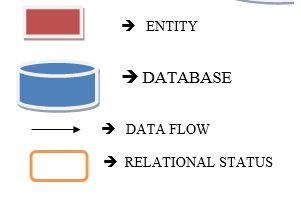 ➔ ENTITY
➔ DATABASE
➔ DATA FLOW
➔ RELATIONAL STATUS